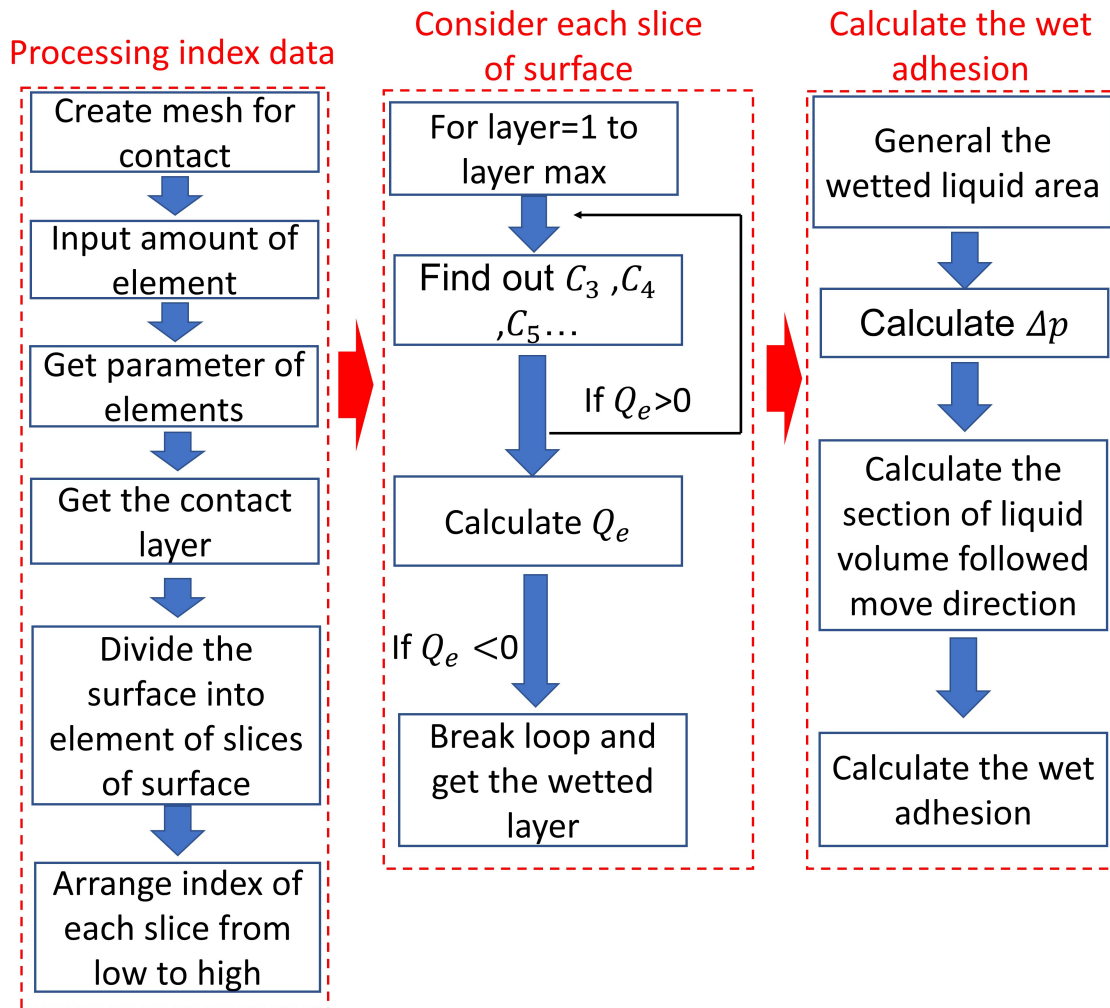 Processing index data
Create mesh for
contact
Input amount of
element
Get parameter of
elements
Get the contact
layer
Divide the
surface into
element of slices
of surface
Arrange index of
each slice from
low to high
Consider each slice
of surface
For layer=1 to
layer max
Find out C₃ ,C₄
,C₅…
If Qₑ>0
Calculate Qₑ
If Qₑ <0
Break loop and
get the wetted
layer
Calculate the wet
adhesion
General the
wetted liquid area
Calculate Δp
Calculate the
section of liquid
volume followed
move direction
Calculate the wet
adhesion